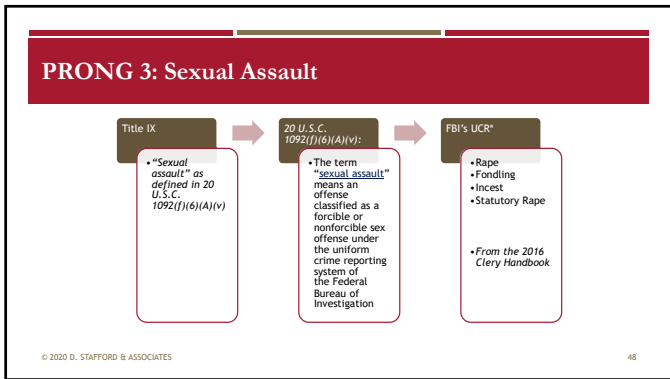 PRONG 3: Sexual Assault
Title IX
•“Sexual
assault” as
defined in 20
U.S.C.
1092(f)(6)(A)(v)
20 U.S.C.
1092(f)(6)(A)(v):
•The term
“sexual assault”
means an
offense
classified as a
forcible or
nonforcible sex
offense under
the uniform
crime reporting
system of
the Federal
Bureau of
Investigation
FBI’s UCR*
•Rape
•Fondling
•Incest
•Statutory Rape
•From the 2016
Clery Handbook
© 2020 D. STAFFORD & ASSOCIATES
48